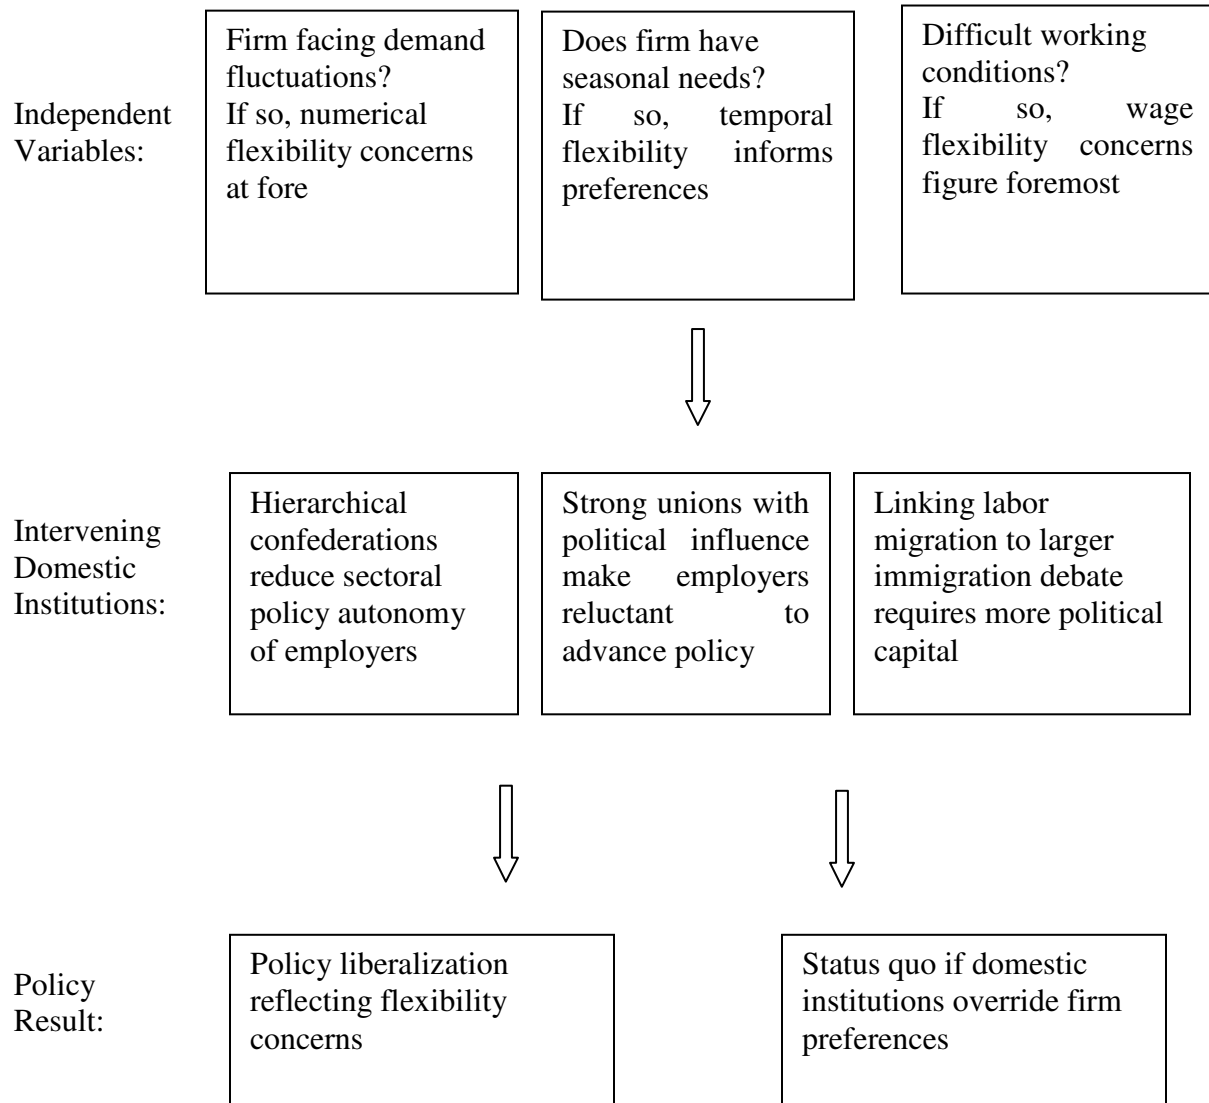 Independent
Variables:
Firm facing demand
fluctuations?
If so, numerical
flexibility concerns
at fore
Does firm have
seasonal needs?
If so, temporal
flexibility informs
preferences
Difficult working
conditions?
If so, wage
flexibility concerns
figure foremost
Intervening
Domestic
Institutions:
Hierarchical
confederations
reduce sectoral
policy autonomy
of employers
Strong unions with
political influence
make employers
reluctant to
advance policy
Linking labor
migration to larger
immigration debate
requires more political
capital
Policy
Result:
Policy liberalization
reflecting flexibility
concerns
Status quo if domestic
institutions override firm
preferences